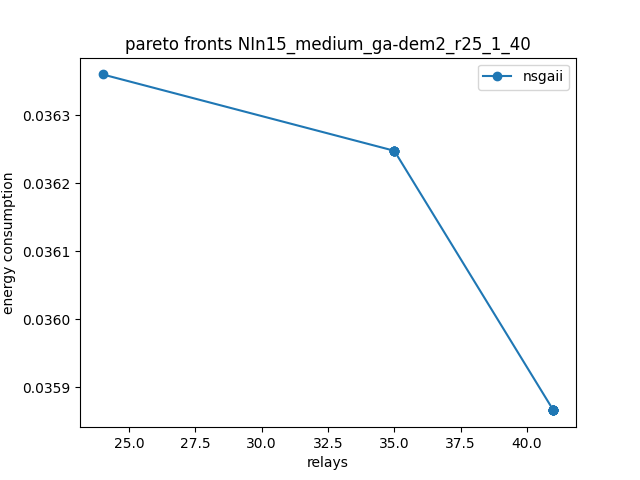 pareto fronts NIn15_medium_ga-dem2_r25_1_40
nsgaii
0.0363
0.0362
0.0361
0.0360
0.0359
energy consumption
25.0 27.5 30.0 32.5 35.0 37.5 40.0
relays